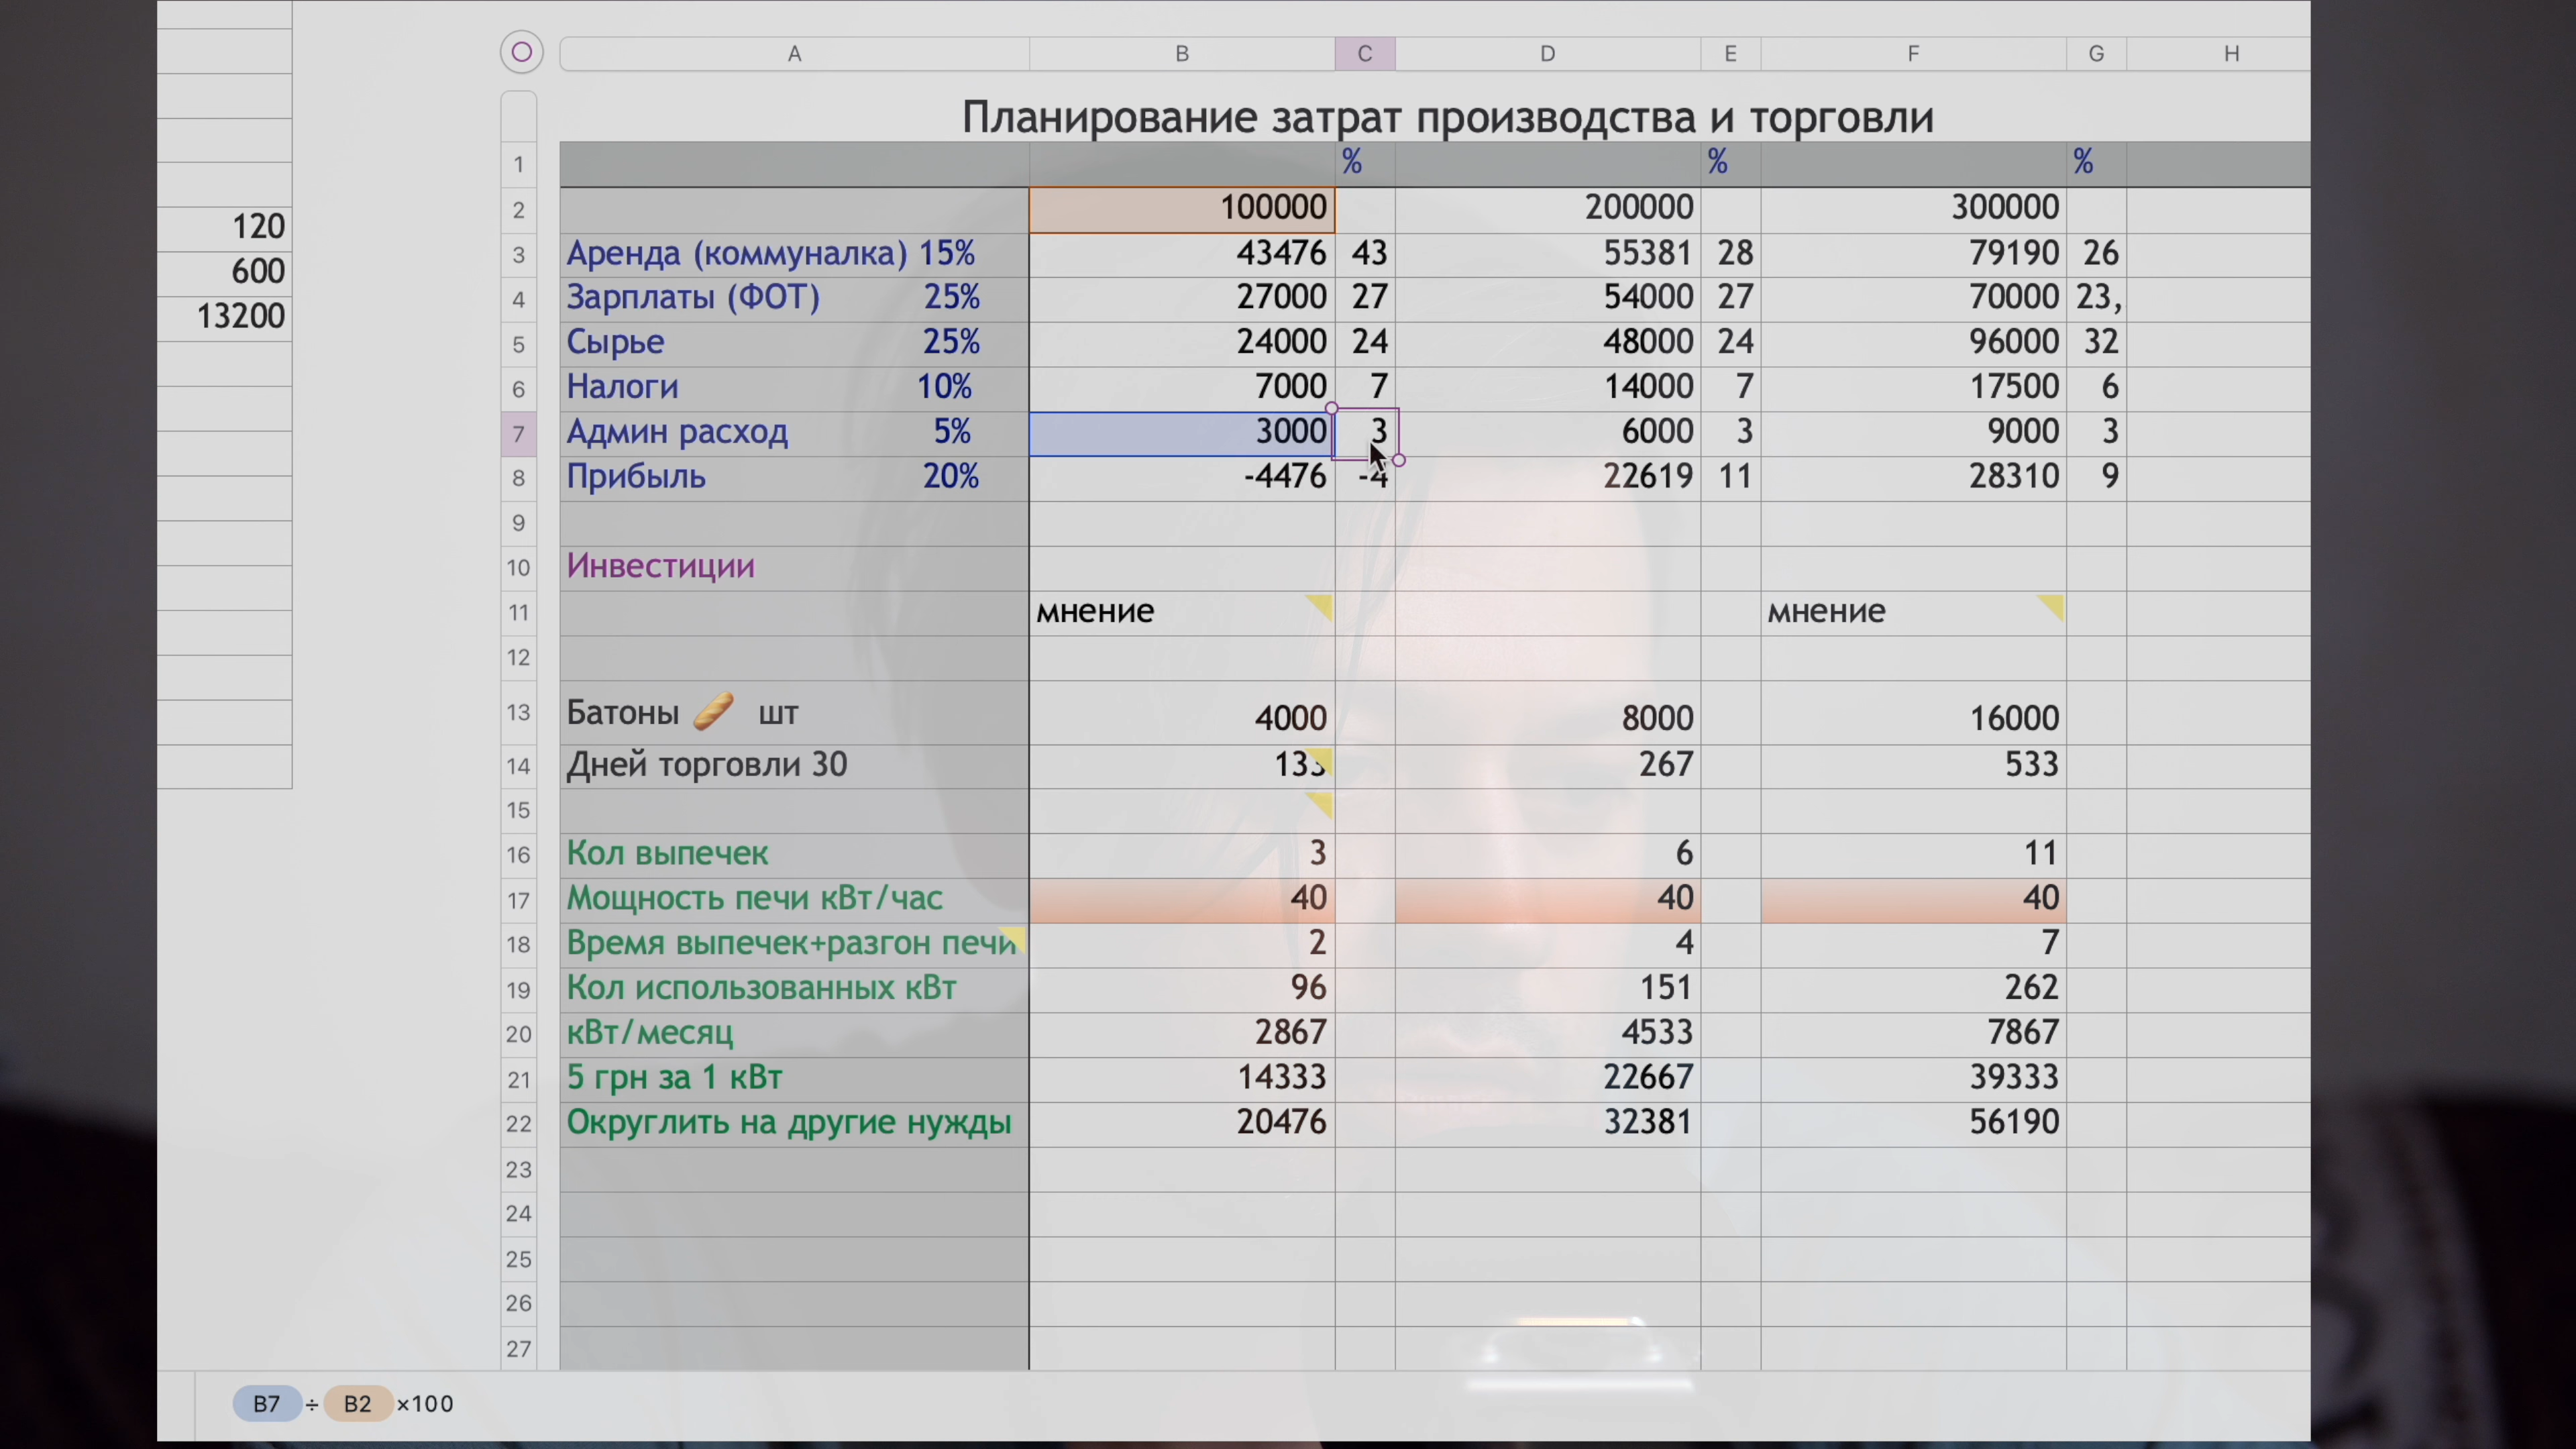 A B C D E F G H
Планирование затрат производства и торговли
1 % % %
2 100000 200000 300000
3 Аренда (коммуналка) 15% 43476 43 55381 28 79190 26
4 Зарплаты (ФОТ) 25% 27000 27 54000 27 70000 23,
5 Сырье 25% 24000 24 48000 24 96000 32
6 Налоги 10% 7000 7 14000 7 17500 6
7 Админ расход 5% 3000 3 6000 3 9000 3
8 Прибыль 20% -4476 -4 22619 11 28310 9
9
10 Инвестиции
11 мнение мнение
12
13 Батоны 🥖 шт 4000 8000 16000
14 Дней торговли 30 133 267 533
15
16 Кол выпечек 3 6 11
17 Мощность печи кВт/час 40 40 40
18 Время выпечек+разгон печи 2 4 7
19 Кол использованных кВт 96 151 262
20 кВт/месяц 2867 4533 7867
21 5 грн за 1 кВт 14333 22667 39333
22 Округлить на другие нужды 20476 32381 56190
23
24
25
26
27
120
600
13200
B7 ÷ B2 ×100